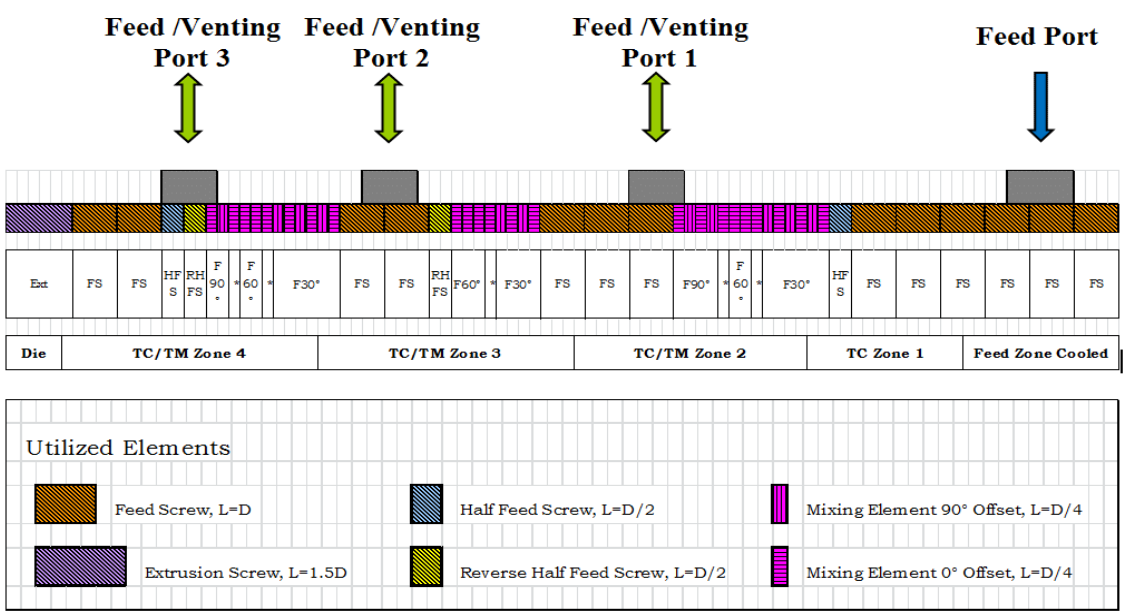 Feed /Venting Port 3
Feed /Venting Port 2
Feed /Venting Port 1
Feed Port
Ext
FS
FS
HF S
RH FS
F 90 °
*
F 60 °
*
F30°
FS
FS
RH FS
F60°
*
F30°
FS
FS
FS
F90°
*
F 60 °
*
F30°
HF S
FS
FS
FS
FS
FS
FS
Die
TC/TM Zone 4
TC/TM Zone 3
TC/TM Zone 2
TC Zone 1
Feed Zone Cooled
Utilized Elements
Feed Screw, L=D
Half Feed Screw, L=D/2
Mixing Element 90° Offset, L=D/4
Extrusion Screw, L=1.5D
Reverse Half Feed Screw, L=D/2
Mixing Element 0° Offset, L=D/4